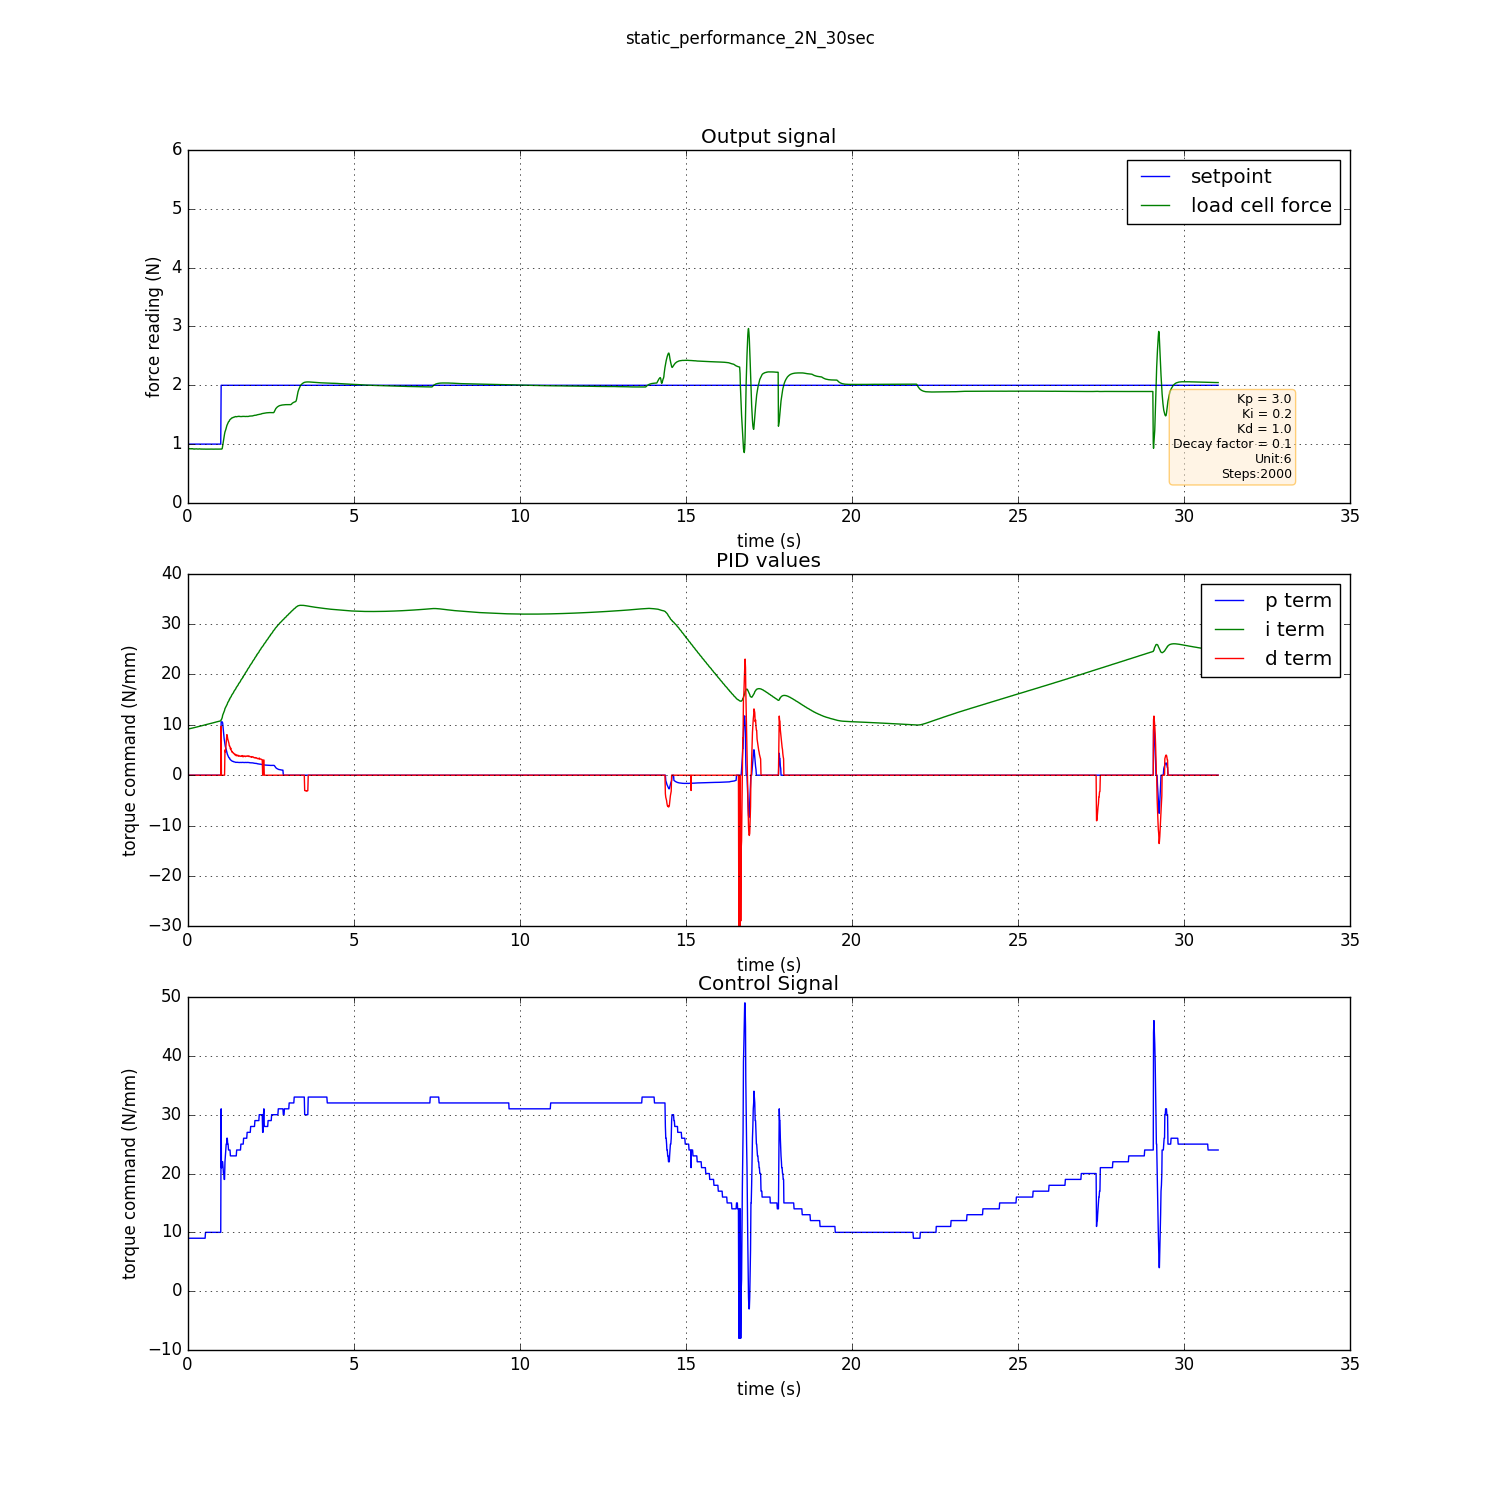 static_performance_2N_30sec
Output signal
6
5
4
3
2
1
0
force reading (N)
setpoint
load cell force
Kp = 3.0
Ki = 0.2
Kd = 1.0
Decay factor = 0.1
Unit:6
Steps:2000
0 5 10 15 20 25 30 35
time (s)
PID values
40
30
20
10
0
−10
−20
−30
torque command (N/mm)
p term
i term
d term
0 5 10 15 20 25 30 35
time (s)
Control Signal
50
40
30
20
10
0
−10
torque command (N/mm)
0 5 10 15 20 25 30 35
time (s)